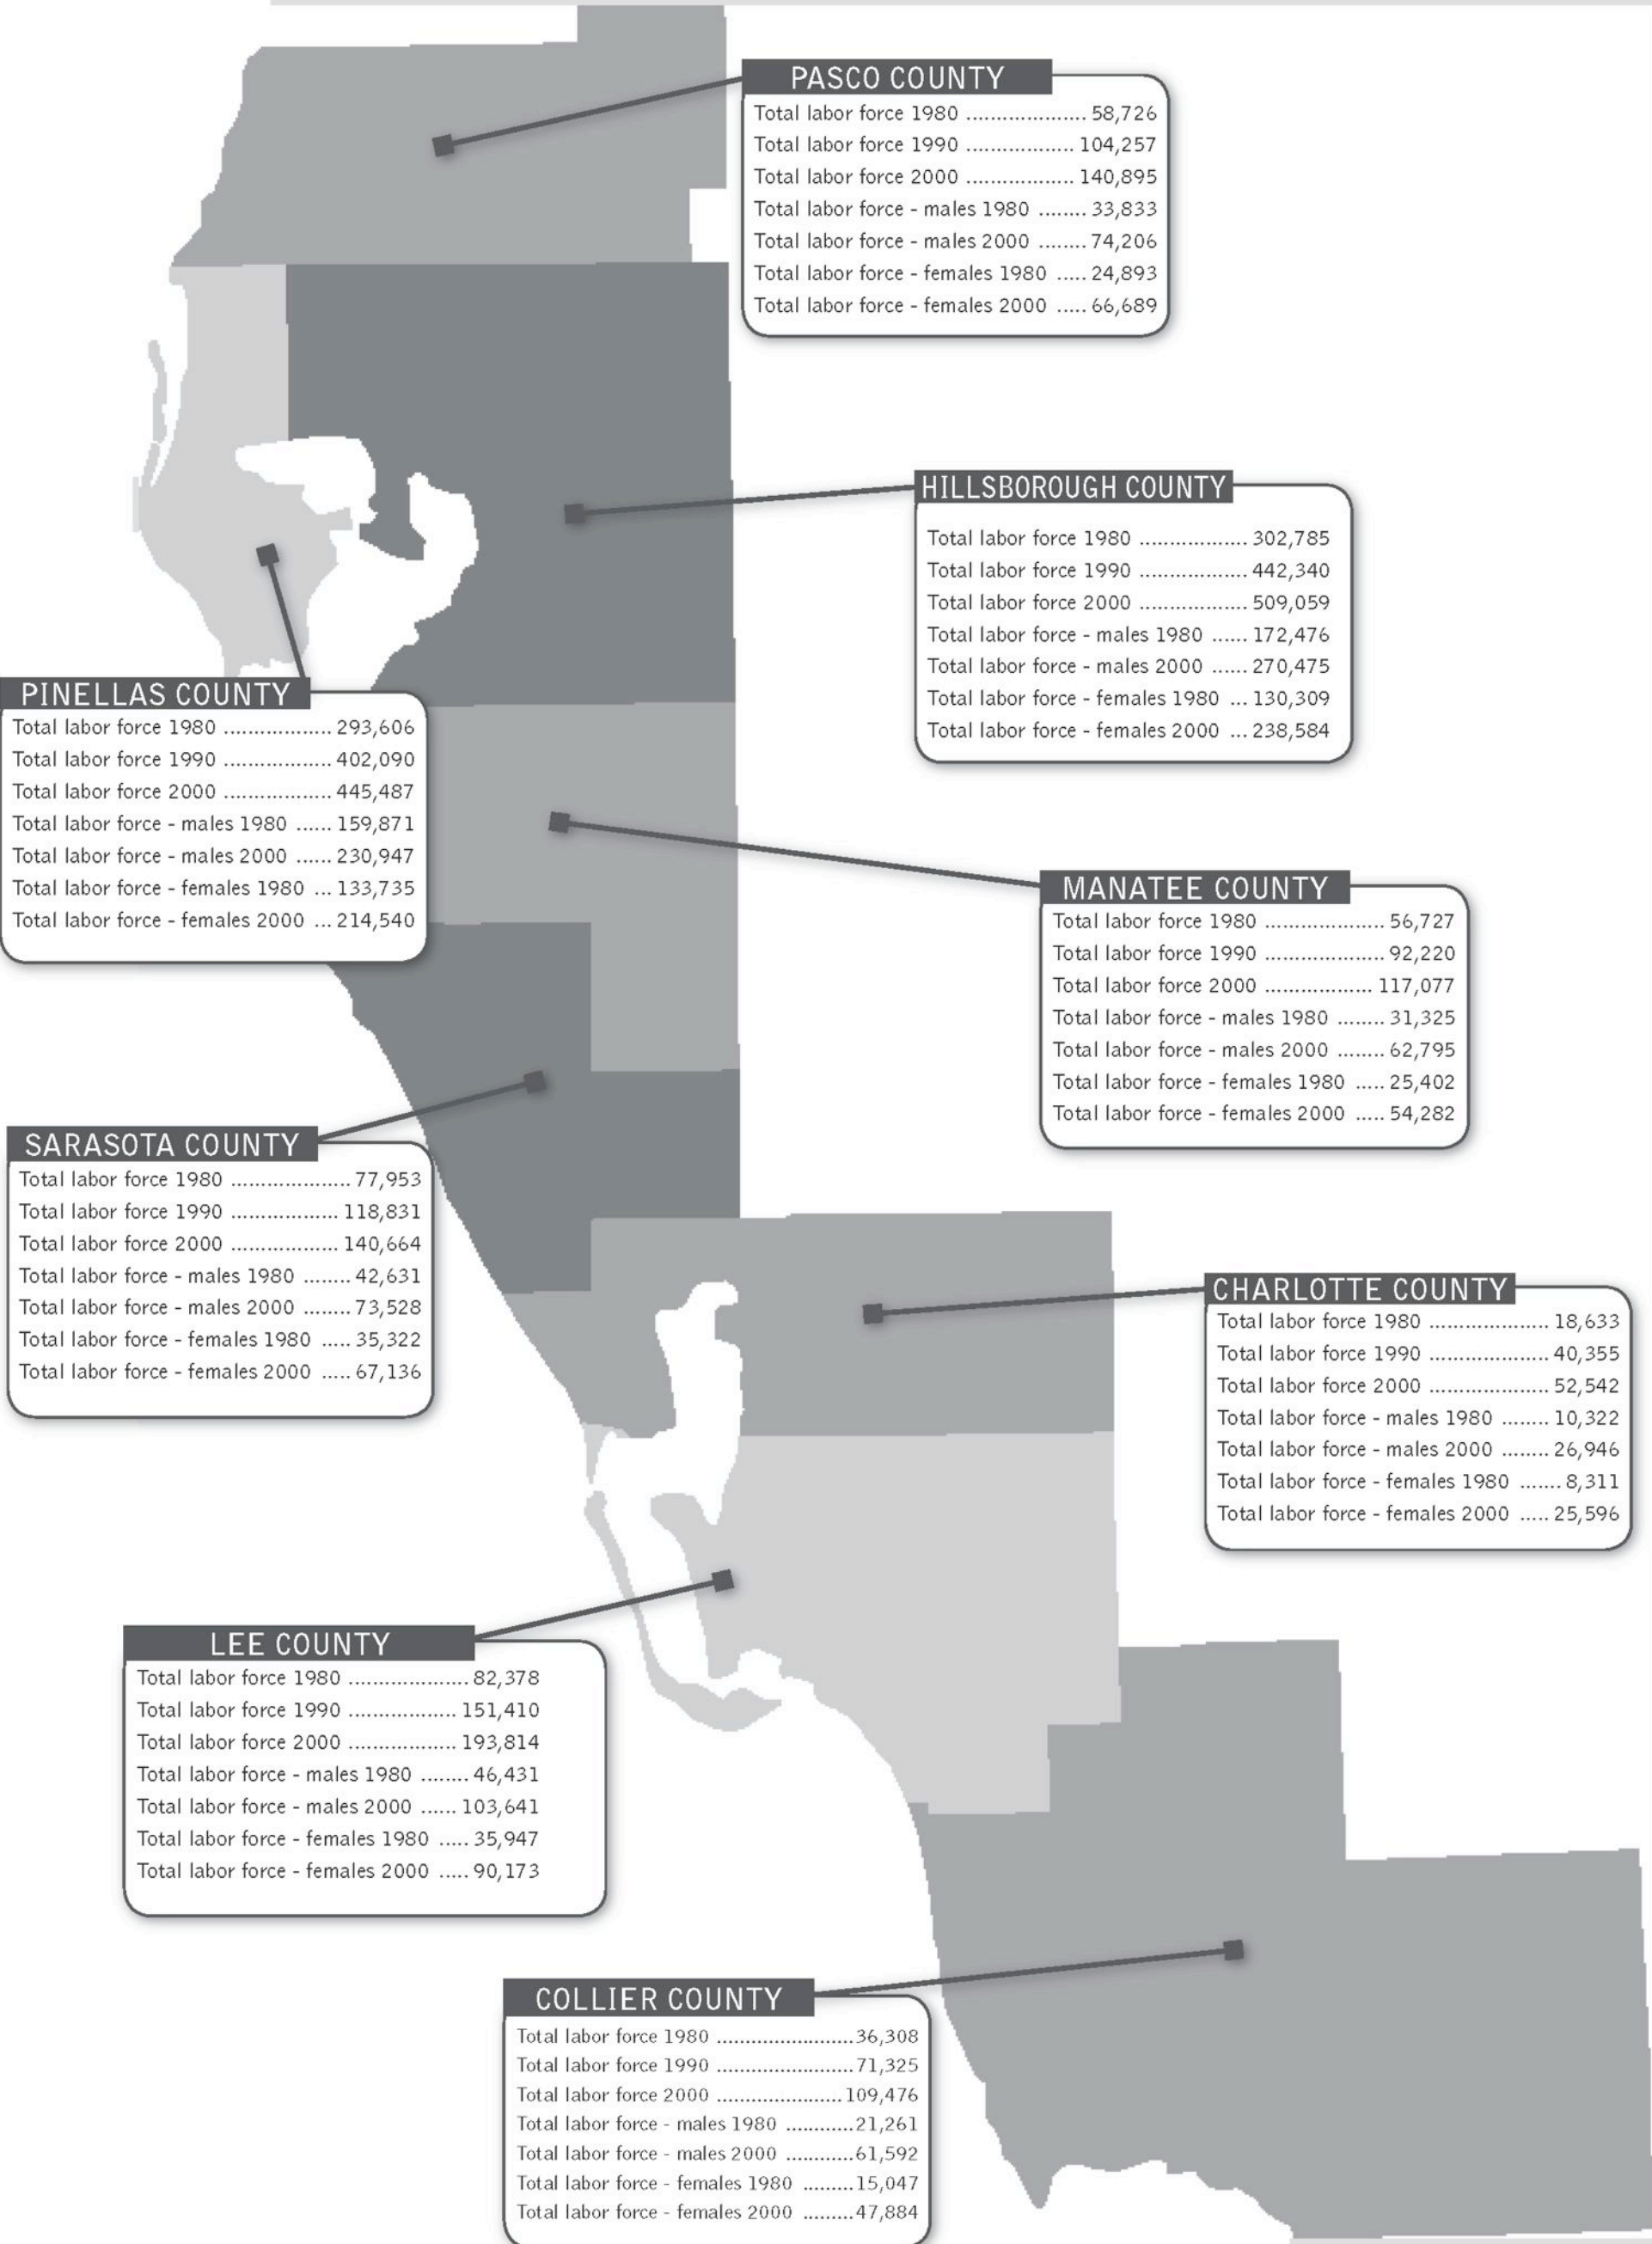 PASCO COUNTY
Total labor force 1980 .................... 58,726
Total labor force 1990 .................. 104,257
Total labor force 2000 .................. 140,895
Total labor force - males 1980 ........ 33,833
Total labor force - males 2000 ........ 74,206
Total labor force - females 1980 ..... 24,893
Total labor force - females 2000 ..... 66,689
HILLSBOROUGH COUNTY
Total labor force 1980 .................. 302,785
Total labor force 1990 .................. 442,340
Total labor force 2000 .................. 509,059
Total labor force - males 1980 ...... 172,476
Total labor force - males 2000 ...... 270,475
Total labor force - females 1980 ... 130,309
Total labor force - females 2000 ... 238,584
PINELLAS COUNTY
Total labor force 1980 .................. 293,606
Total labor force 1990 .................. 402,090
Total labor force 2000 .................. 445,487
Total labor force - males 1980 ...... 159,871
Total labor force - males 2000 ...... 230,947
Total labor force - females 1980 ... 133,735
Total labor force - females 2000 ... 214,540
MANATEE COUNTY
Total labor force 1980 .................... 56,727
Total labor force 1990 .................... 92,220
Total labor force 2000 .................. 117,077
Total labor force - males 1980 ........ 31,325
Total labor force - males 2000 ........ 62,795
Total labor force - females 1980 ..... 25,402
Total labor force - females 2000 ..... 54,282
SARASOTA COUNTY
Total labor force 1980 .................... 77,953
Total labor force 1990 .................. 118,831
Total labor force 2000 .................. 140,664
Total labor force - males 1980 ........ 42,631
Total labor force - males 2000 ........ 73,528
Total labor force - females 1980 ..... 35,322
Total labor force - females 2000 ..... 67,136
CHARLOTTE COUNTY
Total labor force 1980 .................... 18,633
Total labor force 1990 .................... 40,355
Total labor force 2000 .................... 52,542
Total labor force - males 1980 ........ 10,322
Total labor force - males 2000 ........ 26,946
Total labor force - females 1980 ....... 8,311
Total labor force - females 2000 ..... 25,596
LEE COUNTY
Total labor force 1980 .................... 82,378
Total labor force 1990 .................. 151,410
Total labor force 2000 .................. 193,814
Total labor force - males 1980 ........ 46,431
Total labor force - males 2000 ...... 103,641
Total labor force - females 1980 ..... 35,947
Total labor force - females 2000 ..... 90,173
COLLIER COUNTY
Total labor force 1980 ........................36,308
Total labor force 1990 ........................71,325
Total labor force 2000 ......................109,476
Total labor force - males 1980 ............21,261
Total labor force - males 2000 ............61,592
Total labor force - females 1980 .........15,047
Total labor force - females 2000 .........47,884